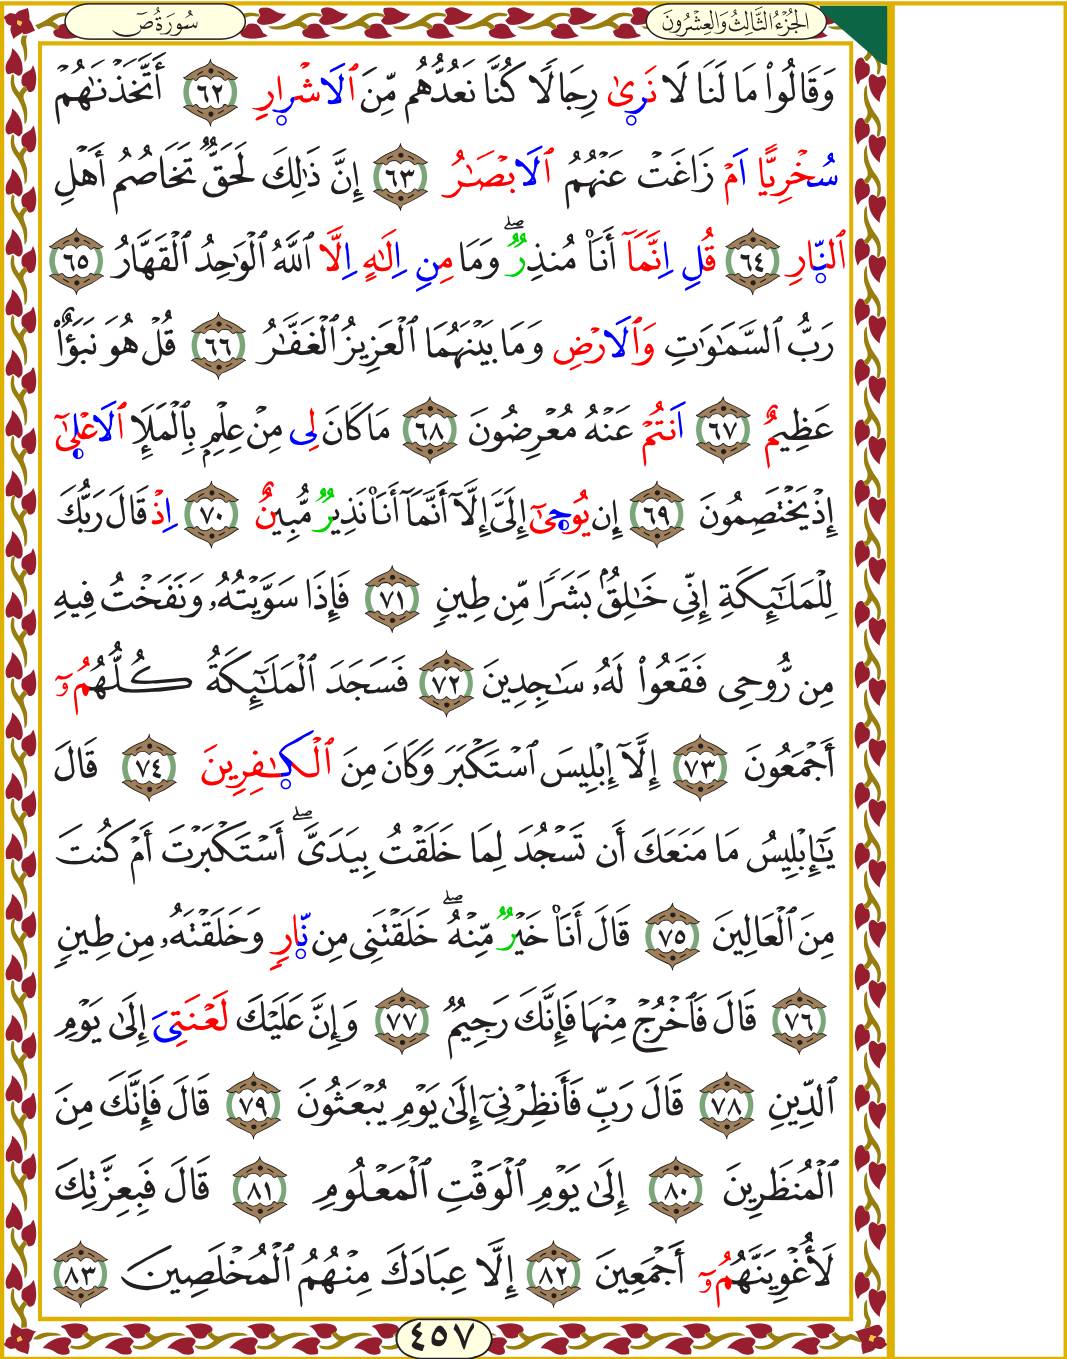 الجُزْءُ الثَّالِثُ وَالعِشْرُونَ
سُورَةُ صٓ
وَقَالُواْ مَا لَنَا لَا نَرَىٰ رِجَالًا كُنَّا نَعُدُّهُم مِّنَ ٱلَاشْرِارِ ٦٢ أَتَّخَذْنَٰهُمْ
سُخْرِيًّا اَمْ زَاغَتْ عَنْهُمُ ٱلَابْصَٰرُ ٦٣ إِنَّ ذَٰلِكَ لَحَقٌّ تَخَاصُمُ أَهْلِ
ٱلنّارِ ٦٤ قُلِ اِنَّمَآ أَنَا۠ مُنذِرٌ ۖ وَمَا مِنِ اِلَٰهٍ اِلَّا ٱللَّهُ ٱلْوَٰحِدُ ٱلْقَهَّارُ ٦٥
رَبُّ ٱلسَّمَٰوَٰتِ وَٱلَارْضِ وَمَا بَيْنَهُمَا ٱلْعَزِيزُ ٱلْغَفَّٰرُ ٦٦ قُلْ هُوَ نَبَؤٌاْ
عَظِيمٌ ٦٧ اَنتُمْ عَنْهُ مُعْرِضُونَ ٦٨ مَا كَانَ لِى مِنْ عِلْمٍۭ بِٱلْمَلَإِ ٱلَاعْلِىٰٓ
إِذْ يَخْتَصِمُونَ ٦٩ إِن يُوحِىٰٓ إِلَىَّ إِلَّآ أَنَّمَآ أَنَا۠ نَذِيرٌ مُّبِينٌ ٧٠ اِذْ قَالَ رَبُّكَ
لِلْمَلَٰٓئِكَةِ إِنِّى خَٰلِقٌۢ بَشَرًا مِّن طِينٍ ٧١ فَإِذَا سَوَّيْتُهُۥ وَنَفَخْتُ فِيهِ
مِن رُّوحِى فَقَعُواْ لَهُۥ سَٰجِدِينَ ٧٢ فَسَجَدَ ٱلْمَلَٰٓئِكَةُ كُلُّهُمُۥٓ
أَجْمَعُونَ ٧٣ إِلَّآ إِبْلِيسَ ٱسْتَكْبَرَ وَكَانَ مِنَ ٱلْكٰفِرِينَ ٧٤ قَالَ
يَٰٓإِبْلِيسُ مَا مَنَعَكَ أَن تَسْجُدَ لِمَا خَلَقْتُ بِيَدَىَّ ۖ أَسْتَكْبَرْتَ أَمْ كُنتَ
مِنَ ٱلْعَالِينَ ٧٥ قَالَ أَنَا۠ خَيْرٌ مِّنْهُ ۖ خَلَقْتَنِى مِن نّارٍ وَخَلَقْتَهُۥ مِن طِينٍ
٧٦ قَالَ فَٱخْرُجْ مِنْهَا فَإِنَّكَ رَجِيمٌ ٧٧ وَإِنَّ عَلَيْكَ لَعْنَتِىَ إِلَىٰ يَوْمِ
ٱلدِّينِ ٧٨ قَالَ رَبِّ فَأَنظِرْنِىٓ إِلَىٰ يَوْمِ يُبْعَثُونَ ٧٩ قَالَ فَإِنَّكَ مِنَ
ٱلْمُنظَرِينَ ٨٠ إِلَىٰ يَوْمِ ٱلْوَقْتِ ٱلْمَعْلُومِ ٨١ قَالَ فَبِعِزَّتِكَ
لَأُغْوِيَنَّهُمُۥٓ أَجْمَعِينَ ٨٢ إِلَّا عِبَادَكَ مِنْهُمُ ٱلْمُخْلَصِينَ ٨٣
٤٥٧